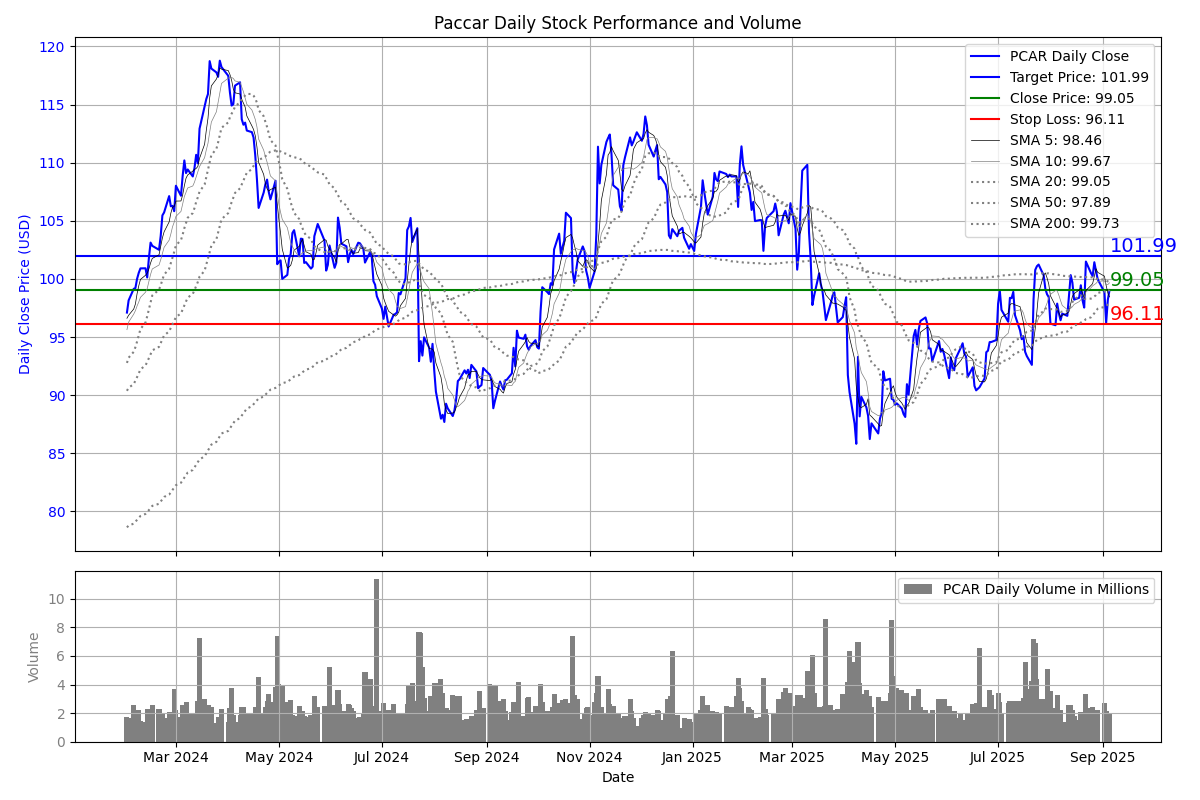 Paccar Daily Stock Performance and Volume
Daily Close Price (USD)
120
115
110
105
100
95
90
85
80
PCAR Daily Close
Target Price: 101.99
Close Price: 99.05
Stop Loss: 96.11
SMA 5: 98.46
SMA 10: 99.67
SMA 20: 99.05
SMA 50: 97.89
SMA 200: 99.73
101.99
99.05
96.11
Volume
10
8
6
4
2
0
PCAR Daily Volume in Millions
Mar 2024 May 2024 Jul 2024 Sep 2024 Nov 2024 Jan 2025 Mar 2025 May 2025 Jul 2025 Sep 2025
Date